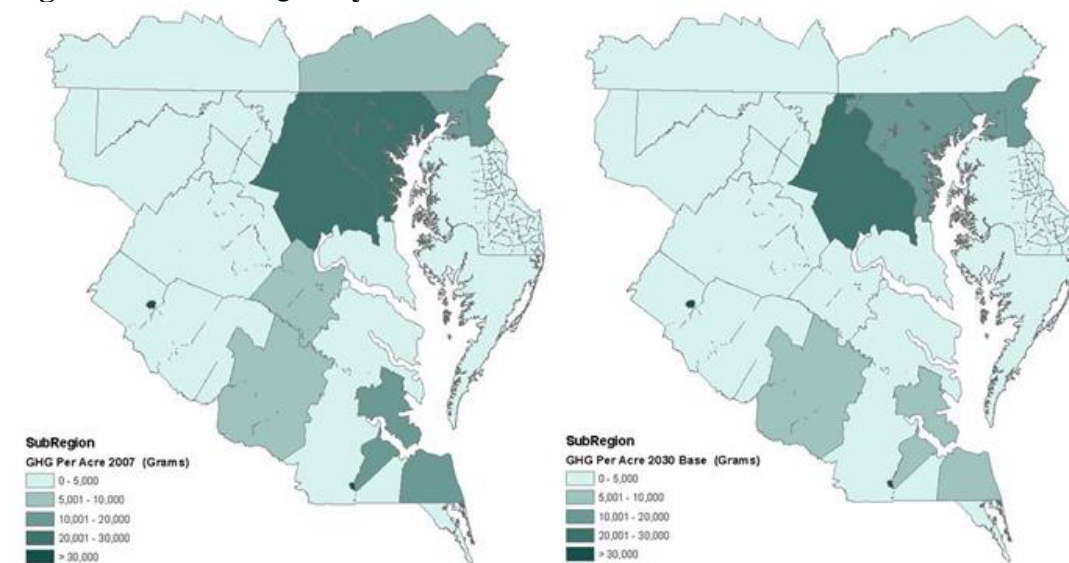 SubRegion
GHG Per Acre 2007 (Grams)
0 - 5,000
5,001 - 10,000
10,001 - 20,000
20,001 - 30,000
> 30,000
SubRegion
GHG Per Acre 2030 Base (Grams)
0 - 5,000
5,001 - 10,000
10,001 - 20,000
20,001 - 30,000
> 30,000